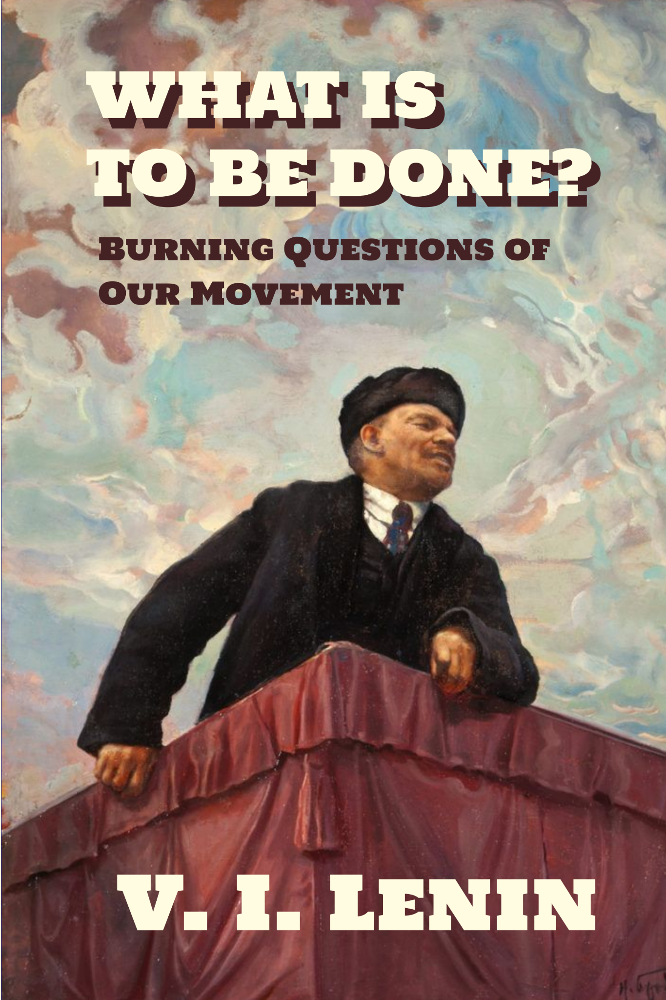 WHAT IS
TO BE DONE?
BURNING QUESTIONS OF
OUR MOVEMENT
V. I. LENIN